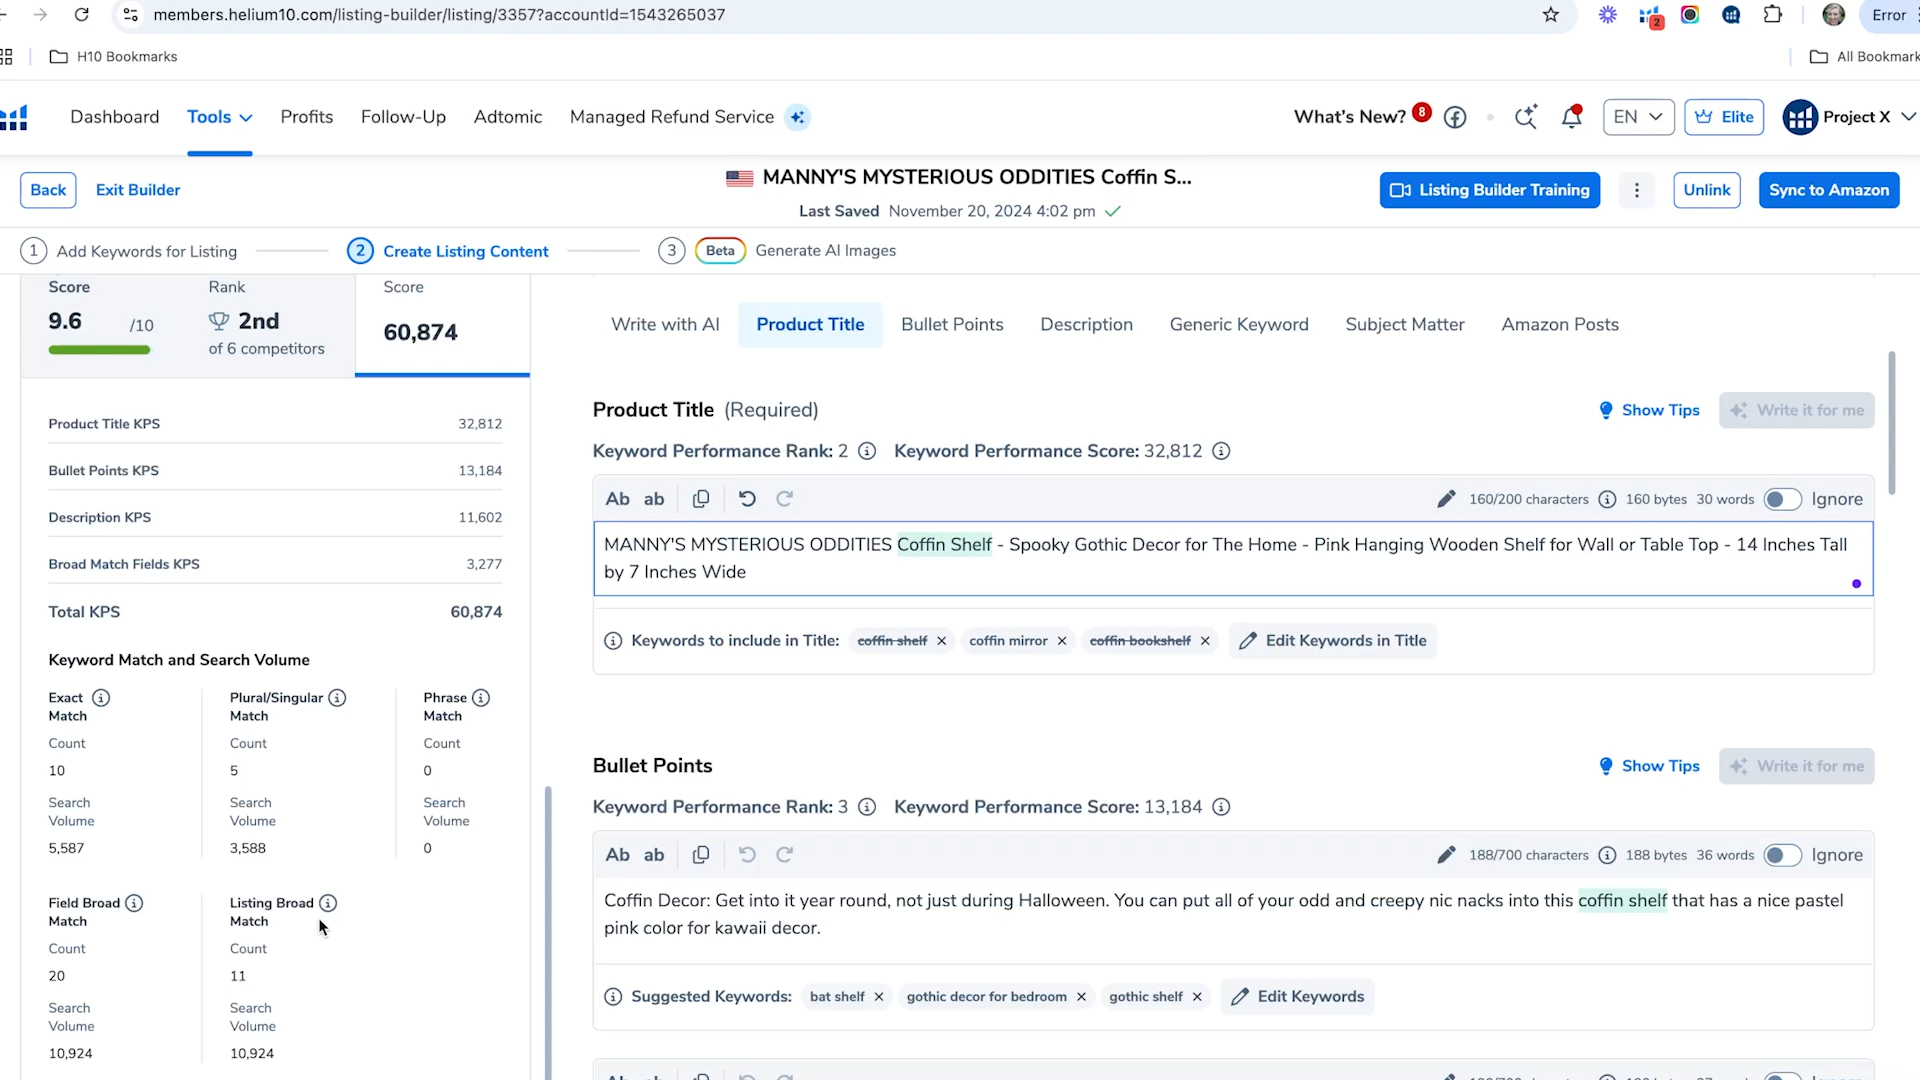 members.helium10.com/listing-builder/listing/3357?accountId=1543265037
2
Error
H10 Bookmarks
All Bookmark
Dashboard
Tools
Profits
Follow-Up
Adtomic
Managed Refund Service
What's New?
8
EN
Elite
Project X
Back
Exit Builder
MANNY'S MYSTERIOUS ODDITIES Coffin S...
Last Saved November 20, 2024 4:02 pm
Listing Builder Training
Unlink
Sync to Amazon
1 Add Keywords for Listing
2 Create Listing Content
3 Beta Generate AI Images
Score
9.6 /10
Rank
2nd
of 6 competitors
Score
60,874
Product Title KPS 32,812
Bullet Points KPS 13,184
Description KPS 11,602
Broad Match Fields KPS 3,277
Total KPS 60,874
Keyword Match and Search Volume
Exact
Match
Count
10
Search
Volume
5,587
Plural/Singular
Match
Count
5
Search
Volume
3,588
Phrase
Match
Count
0
Search
Volume
0
Field Broad
Match
Count
20
Search
Volume
10,924
Listing Broad
Match
Count
11
Search
Volume
10,924
Write with AI
Product Title
Bullet Points
Description
Generic Keyword
Subject Matter
Amazon Posts
Product Title (Required)
Show Tips
Write it for me
Keyword Performance Rank: 2 Keyword Performance Score: 32,812
Ab ab
160/200 characters 160 bytes 30 words Ignore
MANNY'S MYSTERIOUS ODDITIES Coffin Shelf - Spooky Gothic Decor for The Home - Pink Hanging Wooden Shelf for Wall or Table Top - 14 Inches Tall
by 7 Inches Wide
Keywords to include in Title: coffin shelf coffin mirror coffin bookshelf Edit Keywords in Title
Bullet Points
Show Tips
Write it for me
Keyword Performance Rank: 3 Keyword Performance Score: 13,184
Ab ab
188/700 characters 188 bytes 36 words Ignore
Coffin Decor: Get into it year round, not just during Halloween. You can put all of your odd and creepy nic nacks into this coffin shelf that has a nice pastel
pink color for kawaii decor.
Suggested Keywords: bat shelf gothic decor for bedroom gothic shelf Edit Keywords